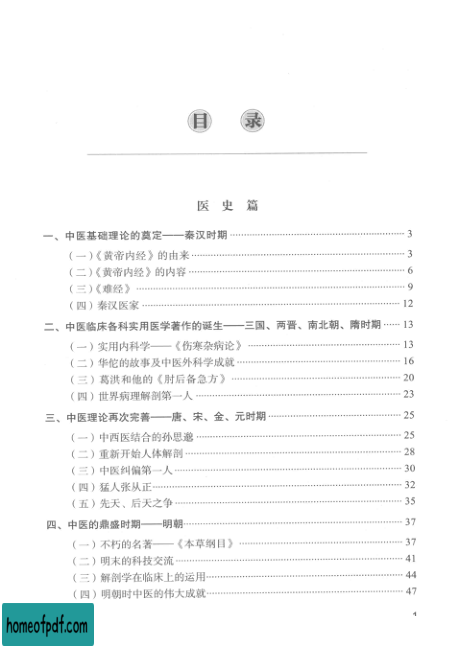 目 录
医 史 篇
一、中医基础理论的奠定——秦汉时期 3
（一）《黄帝内经》的由来 3
（二）《黄帝内经》的内容 6
（三）《难经》 9
（四）秦汉医家 12
二、中医临床各科实用医学著作的诞生——三国、两晋、南北朝、隋时期 13
（一）实用内科学——《伤寒杂病论》 13
（二）华佗的故事及中医外科学成就 16
（三）葛洪和他的《肘后备急方》 20
（四）世界病理解剖第一人 23
三、中医理论再次完善——唐、宋、金、元时期 25
（一）中西医结合的孙思邈 25
（二）重新开始人体解剖 28
（三）中医纠偏第一人 30
（四）猛人张从正 32
（五）先天、后天之争 35
四、中医的鼎盛时期——明朝 37
（一）不朽的名著——《本草纲目》 37
（二）明末的科技交流 41
（三）解剖学在临床上的运用 44
（四）明朝时中医的伟大成就 47
homeofpdf.com